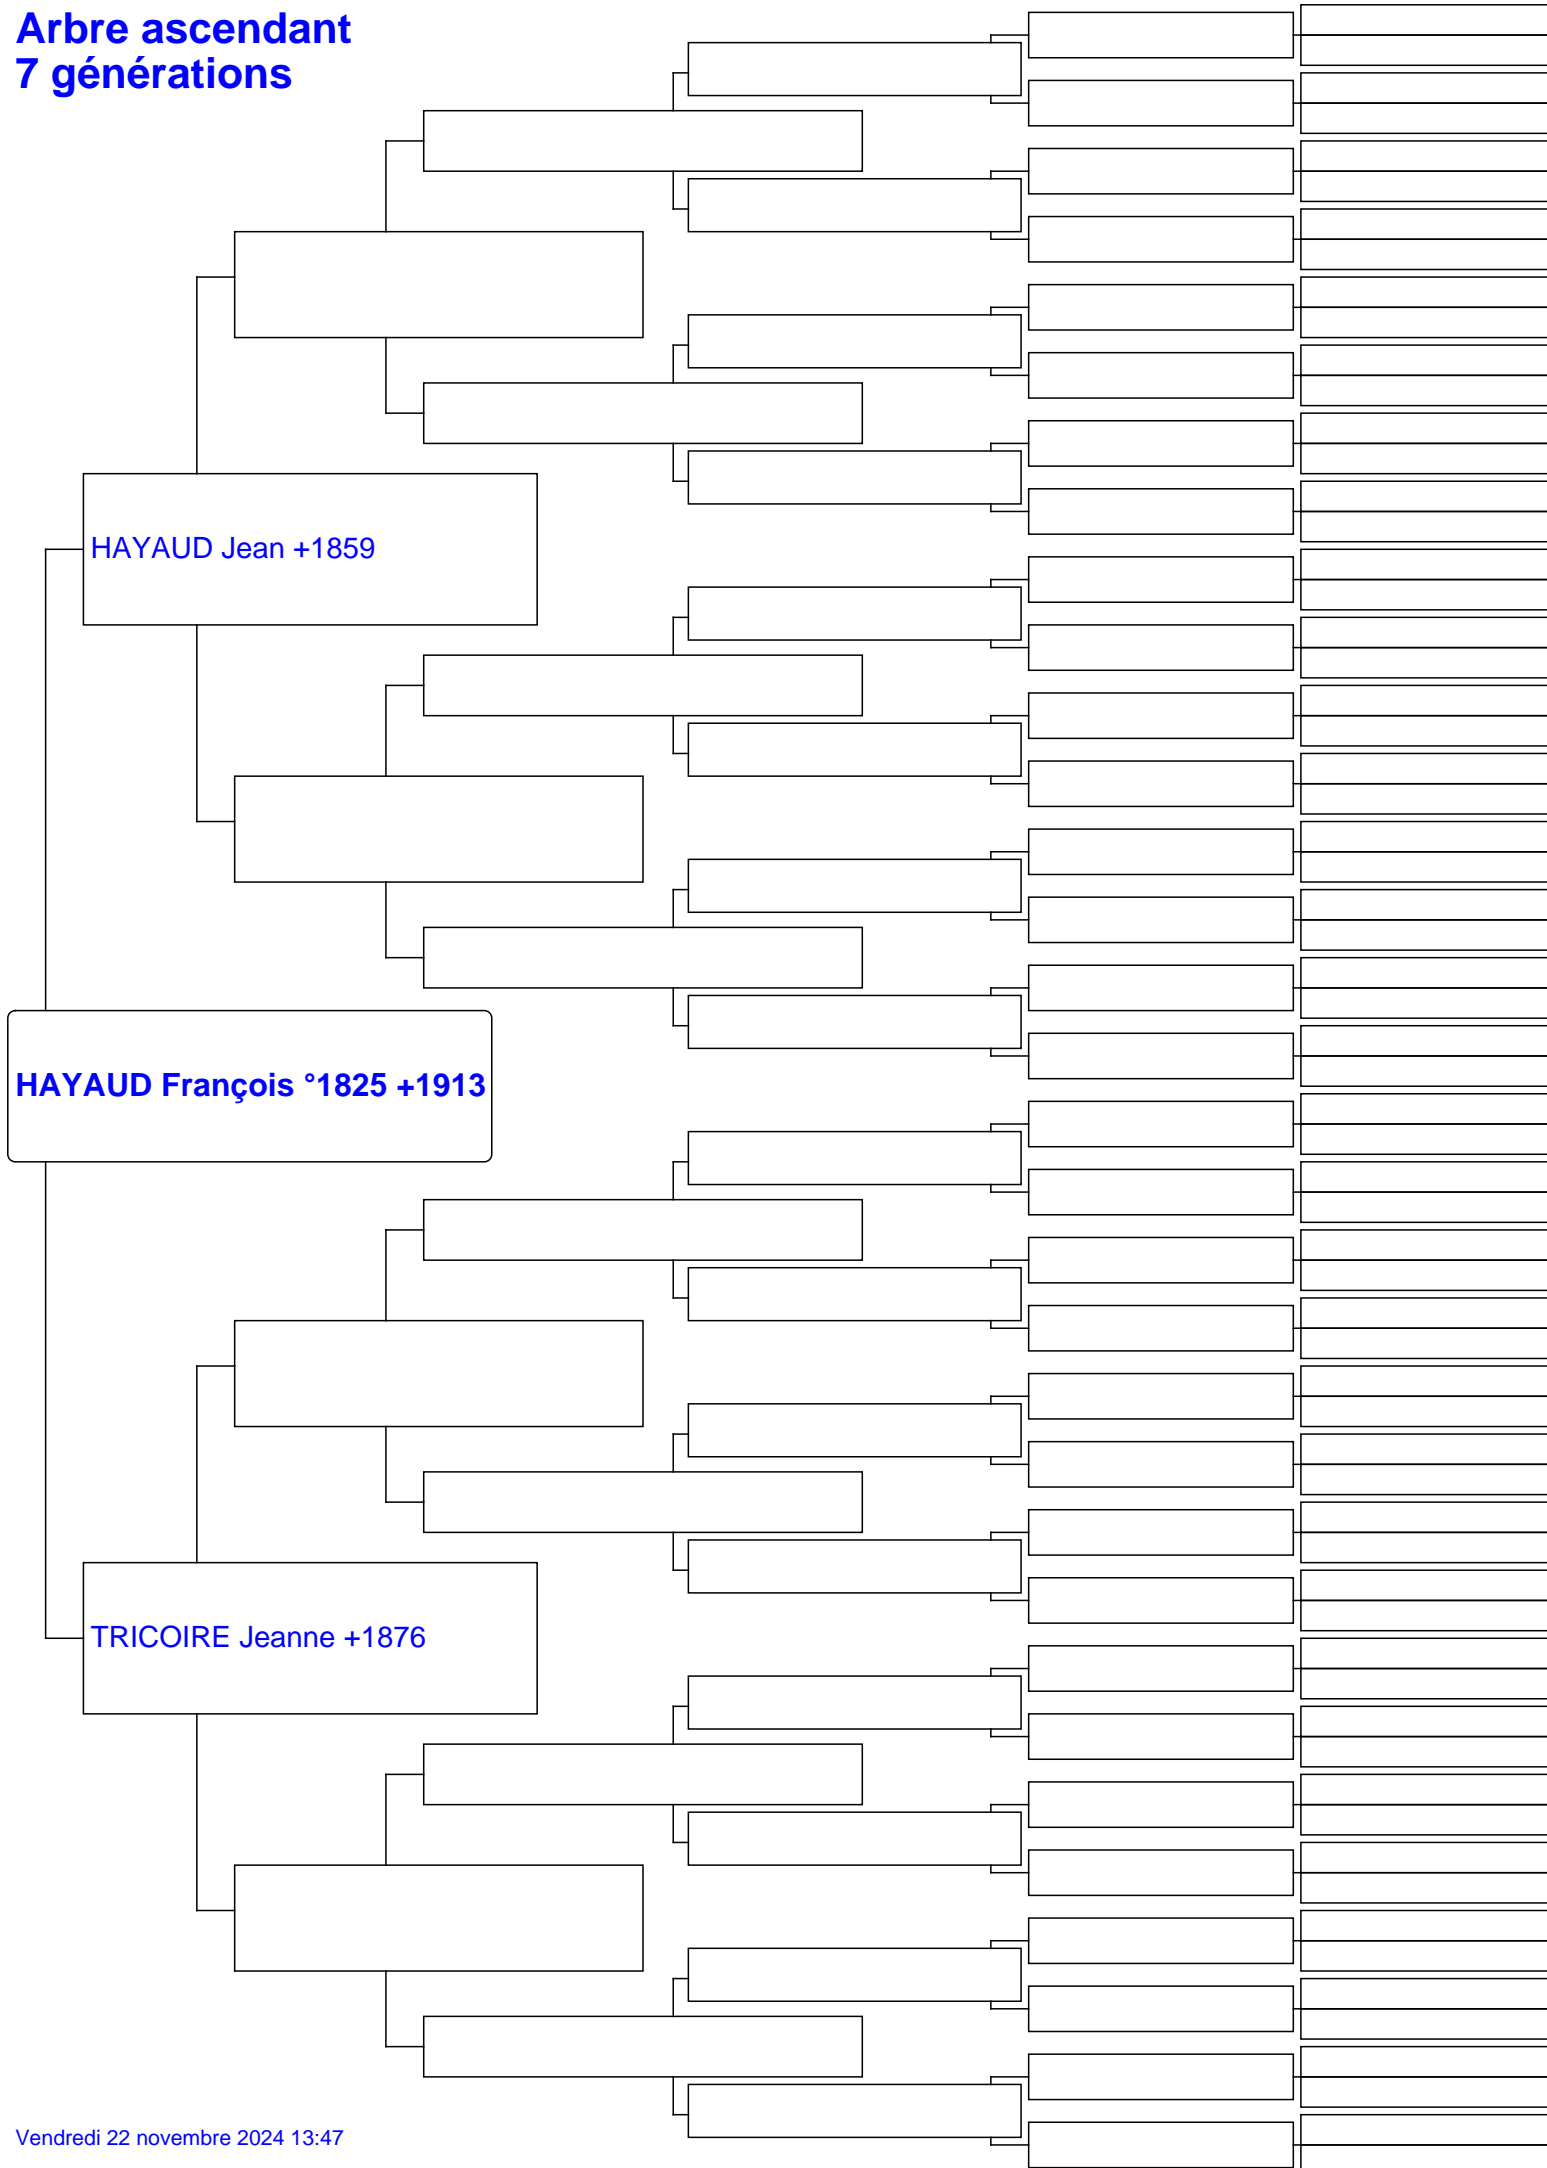 Arbre ascendant
7 générations
HAYAUD Jean +1859
HAYAUD François °1825 +1913
TRICOIRE Jeanne +1876
Vendredi 22 novembre 2024 13:47